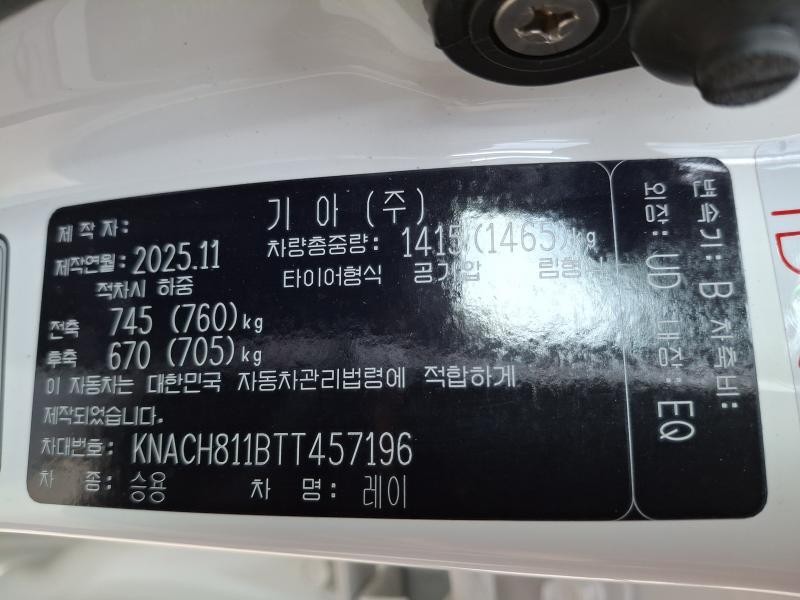 제 작 자: 기 아 (주)
제작연월: 2025.11 차량총중량: 1415 (1465) kg
적차시 하중 타이어형식 공기압 림형식
전축 745 (760) kg
후축 670 (705) kg
이 자동차는 대한민국 자동차관리법령에 적합하게
제작되었습니다.
차대번호: KNACH811BTT457196
차 종: 승용 차 명: 레이
변속기: B 차축비:
외장: UD 내장: EQ